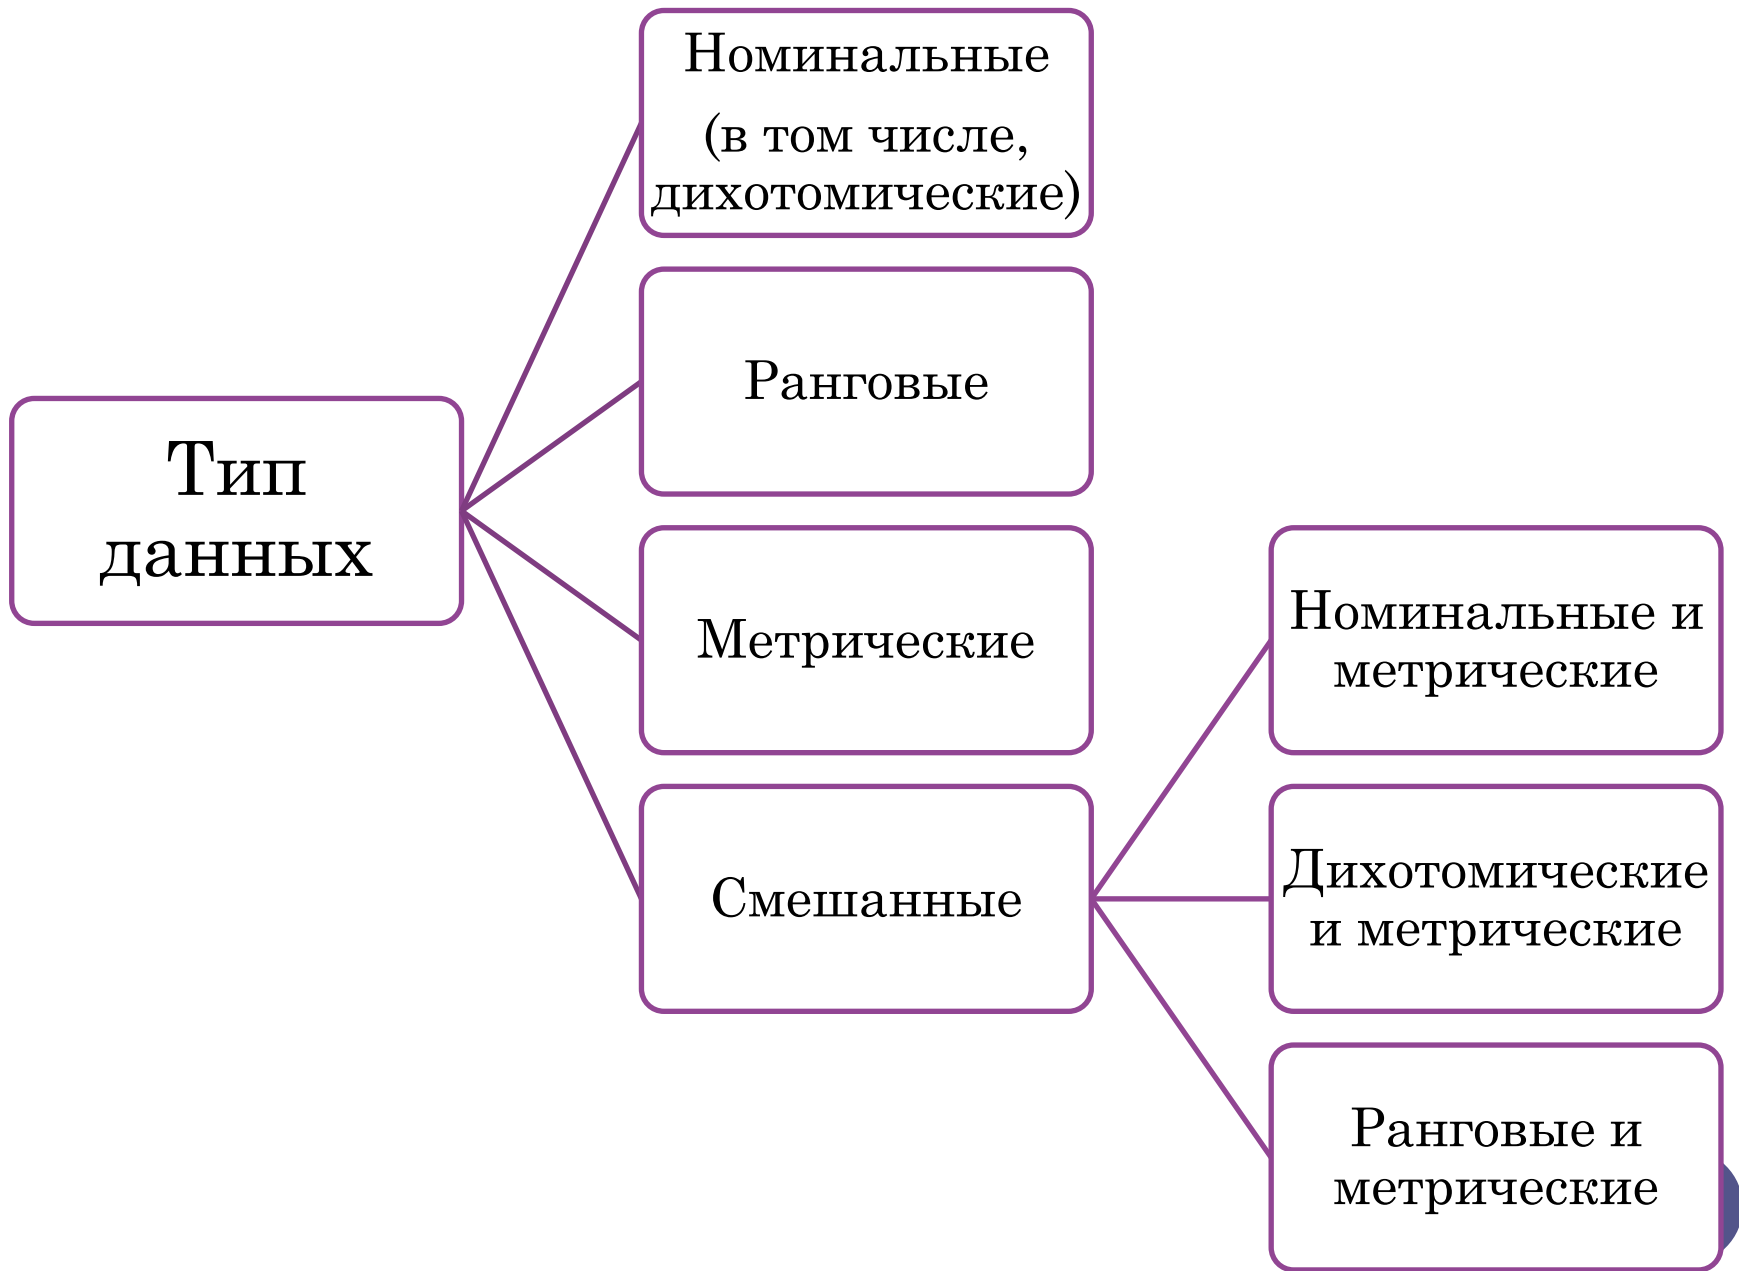 Тип
данных
Номинальные
(в том числе,
дихотомические)
Ранговые
Метрические
Смешанные
Номинальные и
метрические
Дихотомические
и метрические
Ранговые и
метрические